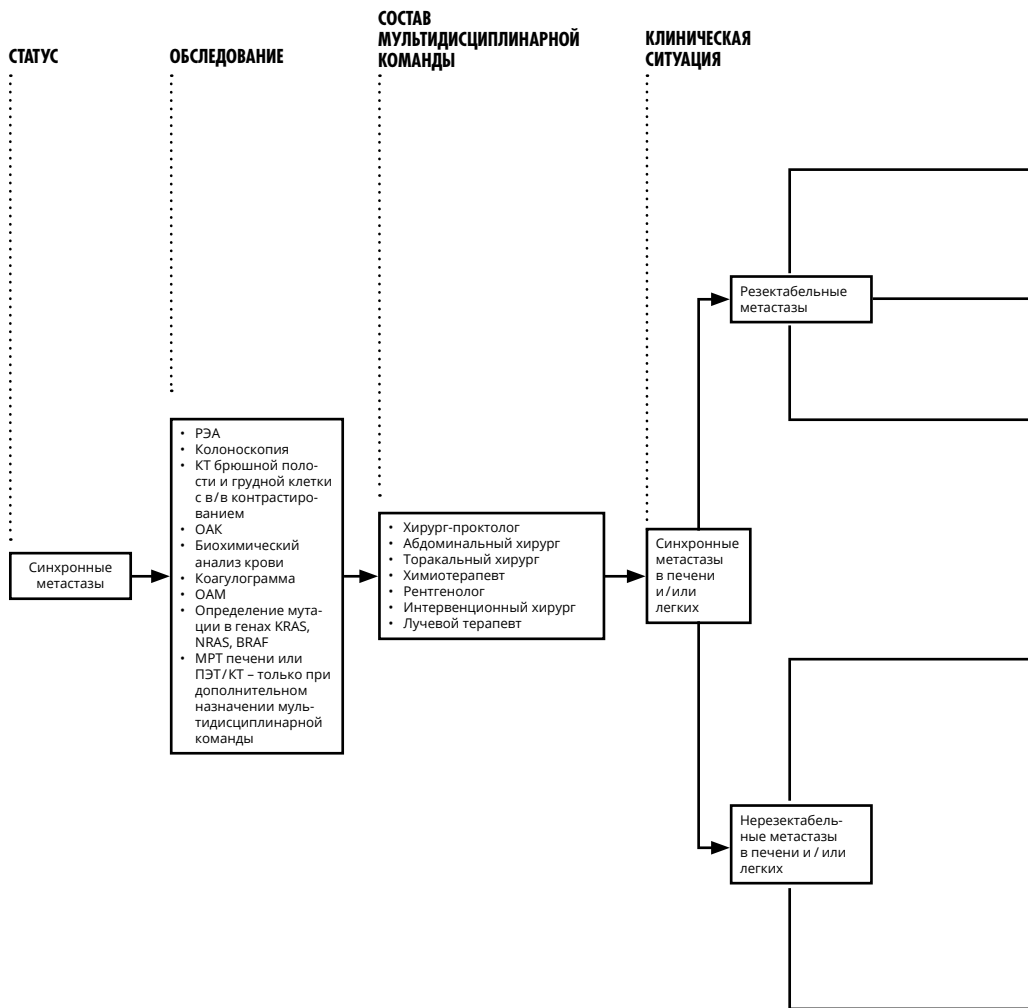 СТАТУС
ОБСЛЕДОВАНИЕ
СОСТАВ
МУЛЬТИДИСЦИПЛИНАРНОЙ
КОМАНДЫ
КЛИНИЧЕСКАЯ
СИТУАЦИЯ
Синхронные
метастазы
• РЭА
• Колоноскопия
• КТ брюшной поло-
сти и грудной клетки
с в/в контрастиро-
ванием
• ОАК
• Биохимический
анализ крови
• Коагулограмма
• ОАМ
• Определение мута-
ции в генах KRAS,
NRAS, BRAF
• МРТ печени или
ПЭТ/КТ – только при
дополнительном
назначении муль-
тидисциплинарной
команды
• Хирург-проктолог
• Абдоминальный хирург
• Торакальный хирург
• Химиотерапевт
• Рентгенолог
• Интервенционный хирург
• Лучевой терапевт
Синхронные
метастазы
в печени
и/или
легких
Резектабельные
метастазы
Нерезектабель-
ные метастазы
в печени и / или
легких